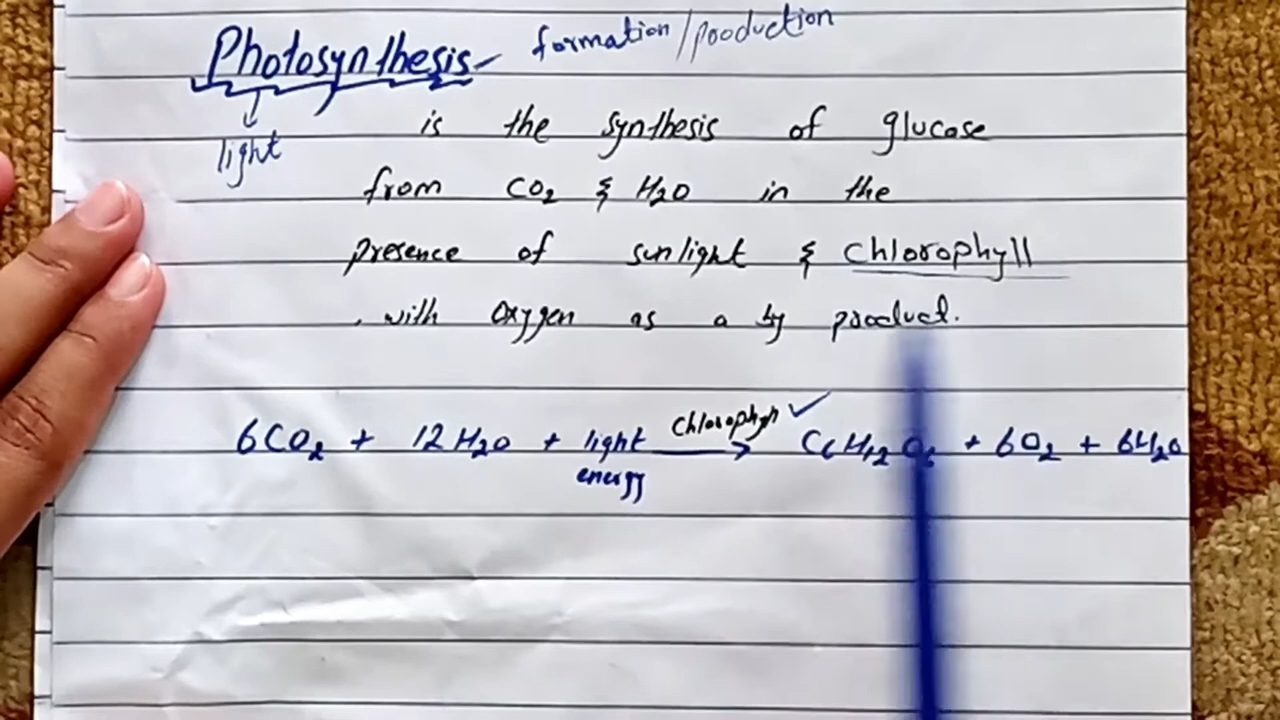 Photosynthesis formation/production
light
is the synthesis of glucose
from CO₂ & H₂O in the
presence of sunlight & Chlorophyll
with Oxygen as a by product.
6CO₂ + 12H₂O + light energy —Chlorophyll ✓→ C₆H₁₂O₆ + 6O₂ + 6H₂O